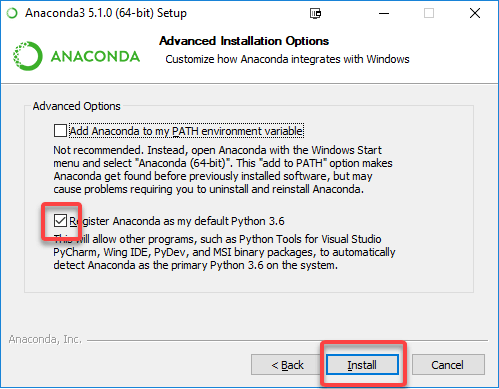 Anaconda3 5.1.0 (64-bit) Setup
ANACONDA
Advanced Installation Options
Customize how Anaconda integrates with Windows
Advanced Options
Add Anaconda to my PATH environment variable
Not recommended. Instead, open Anaconda with the Windows Start
menu and select "Anaconda (64-bit)". This "add to PATH" option makes
Anaconda get found before previously installed software, but may
cause problems requiring you to uninstall and reinstall Anaconda.
Register Anaconda as my default Python 3.6
This will allow other programs, such as Python Tools for Visual Studio
PyCharm, Wing IDE, PyDev, and MSI binary packages, to automatically
detect Anaconda as the primary Python 3.6 on the system.
Anaconda, Inc.
< Back
Install
Cancel